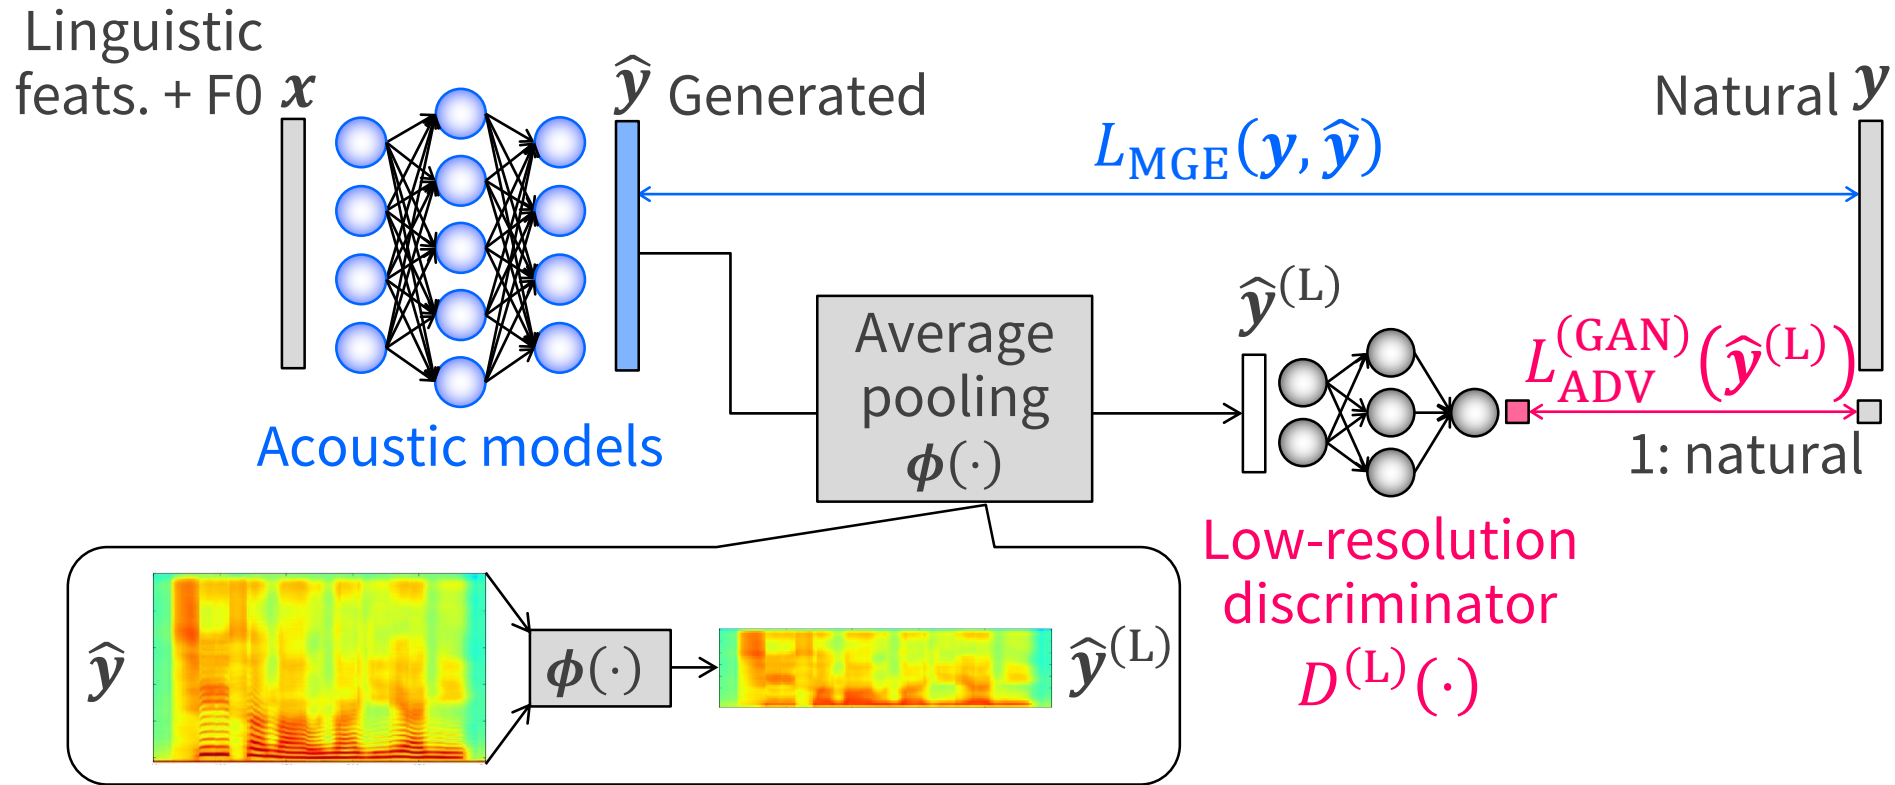 Linguistic
feats. + F0 x
ŷ Generated
Natural y
L_MGE(y, ŷ)
Acoustic models
Average
pooling
ϕ(·)
ŷ^(L)
L_ADV^(GAN)(ŷ^(L))
1: natural
Low-resolution
discriminator
D^(L)(·)
ŷ
ϕ(·)
ŷ^(L)